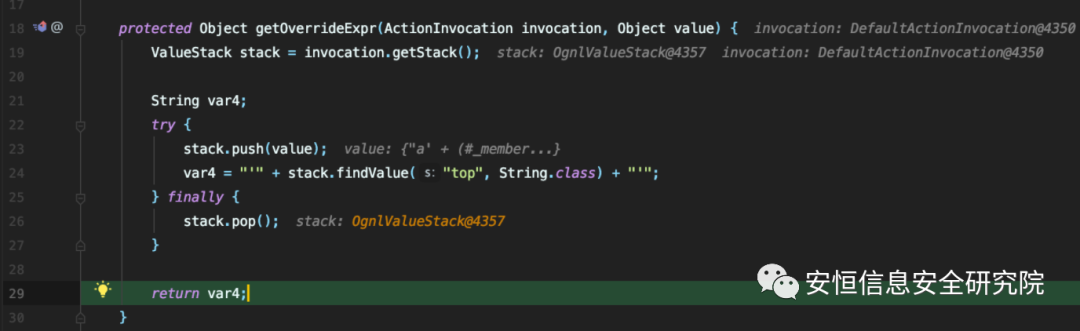 17
18 protected Object getOverrideExpr(ActionInvocation invocation, Object value) { invocation: DefaultActionInvocation@4350
19 ValueStack stack = invocation.getStack(); stack: OgnlValueStack@4357 invocation: DefaultActionInvocation@4350
20
21 String var4;
22 try {
23 stack.push(value); value: {"a' + (#_member...}
24 var4 = "'" + stack.findValue( s: "top", String.class) + "'";
25 } finally {
26 stack.pop(); stack: OgnlValueStack@4357
27 }
28
29 return var4;
30 }
安恒信息安全研究院